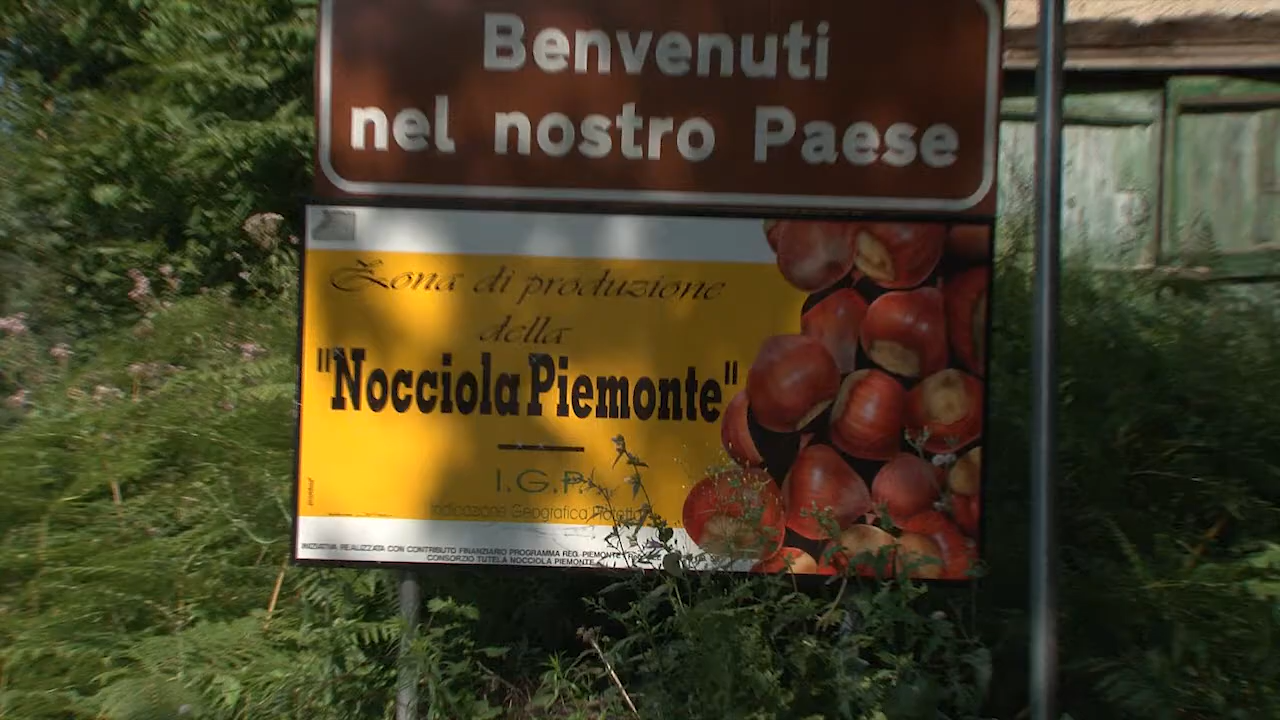 Benvenuti
nel nostro Paese
Zona di produzione
della
"Nocciola Piemonte"
I.G.P.
Indicazione Geografica Protetta
INIZIATIVA REALIZZATA CON CONTRIBUTO FINANZIARIO PROGRAMMA REG. PIEMONTE
CONSORZIO TUTELA NOCCIOLA PIEMONTE